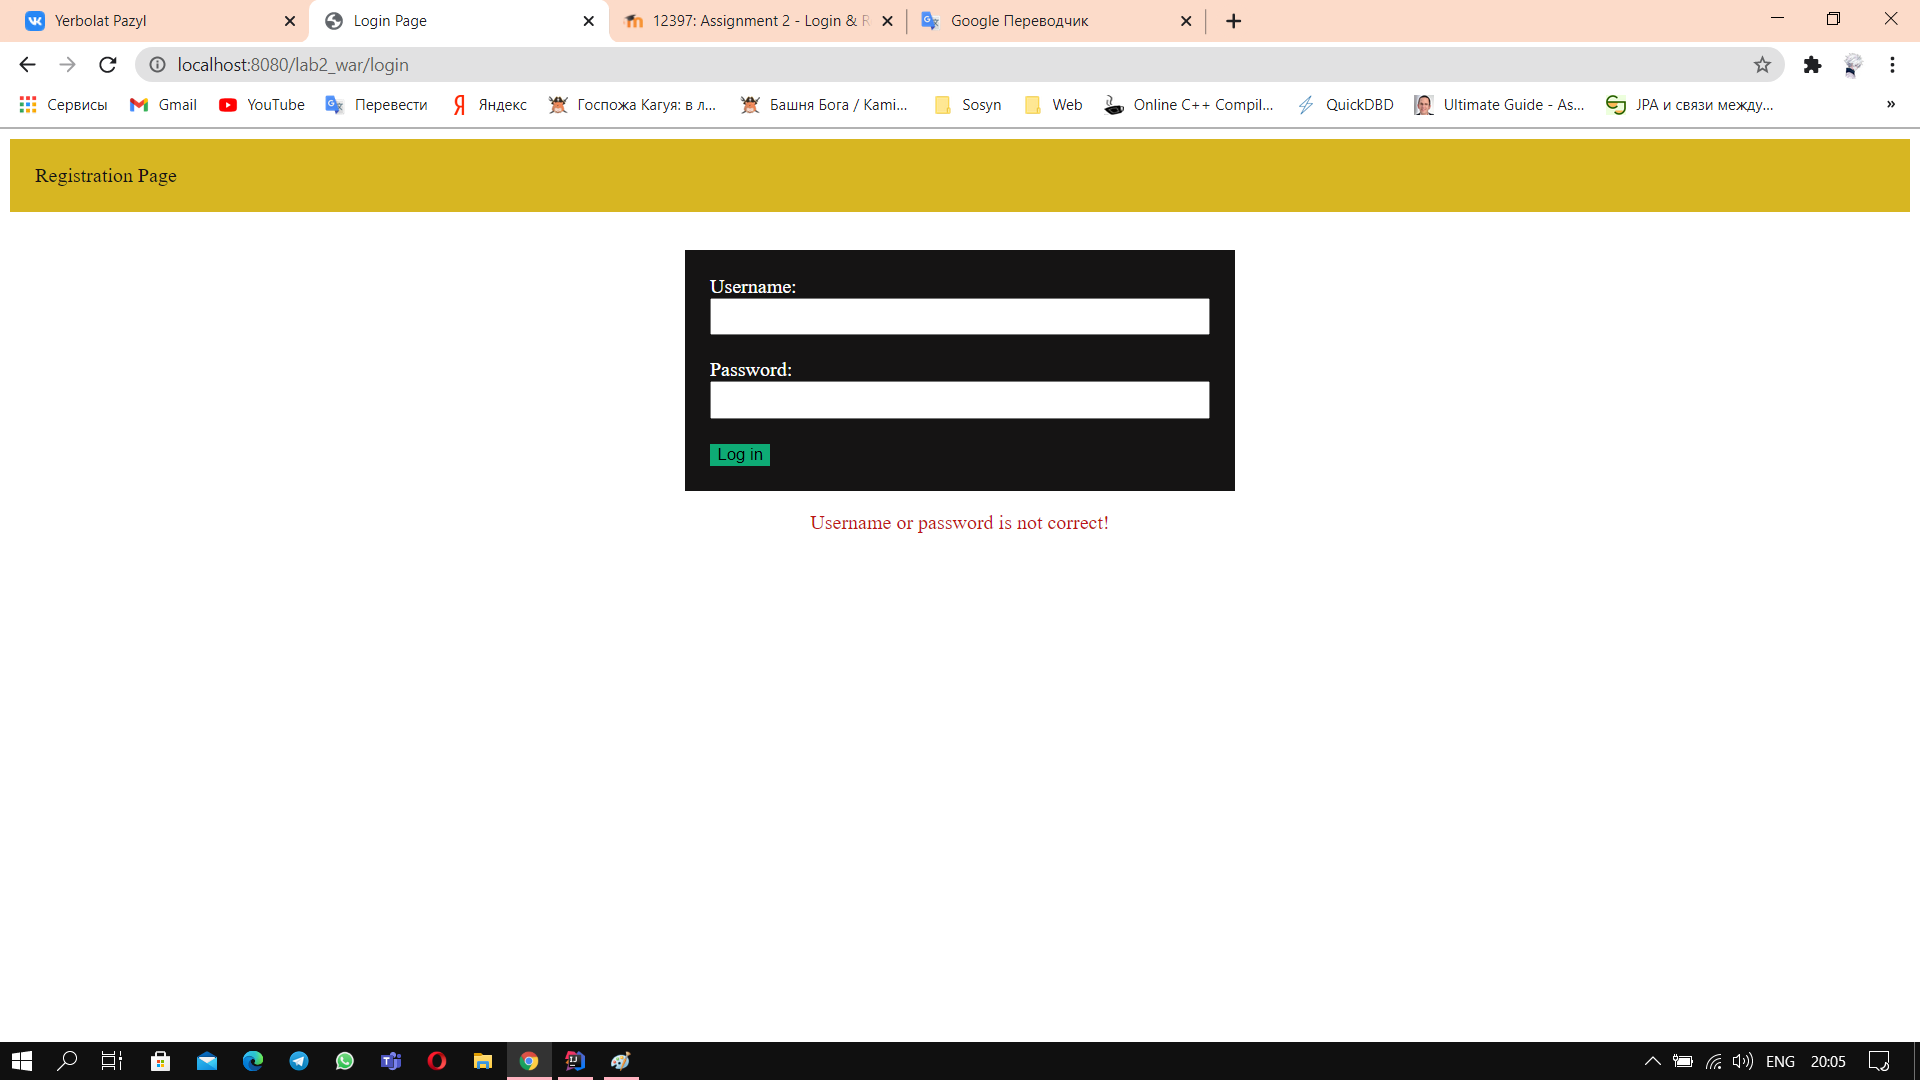 Yerbolat Pazyl
Login Page
12397: Assignment 2 - Login & R
Google Переводчик
localhost:8080/lab2_war/login
Сервисы
Gmail
YouTube
Перевести
Яндекс
Госпожа Кагуя: в л...
Башня Бога / Kami...
Sosyn
Web
Online C++ Compil...
QuickDBD
Ultimate Guide - As...
JPA и связи между...
»
Registration Page
Username:
Password:
Log in
Username or password is not correct!
ENG
20:05